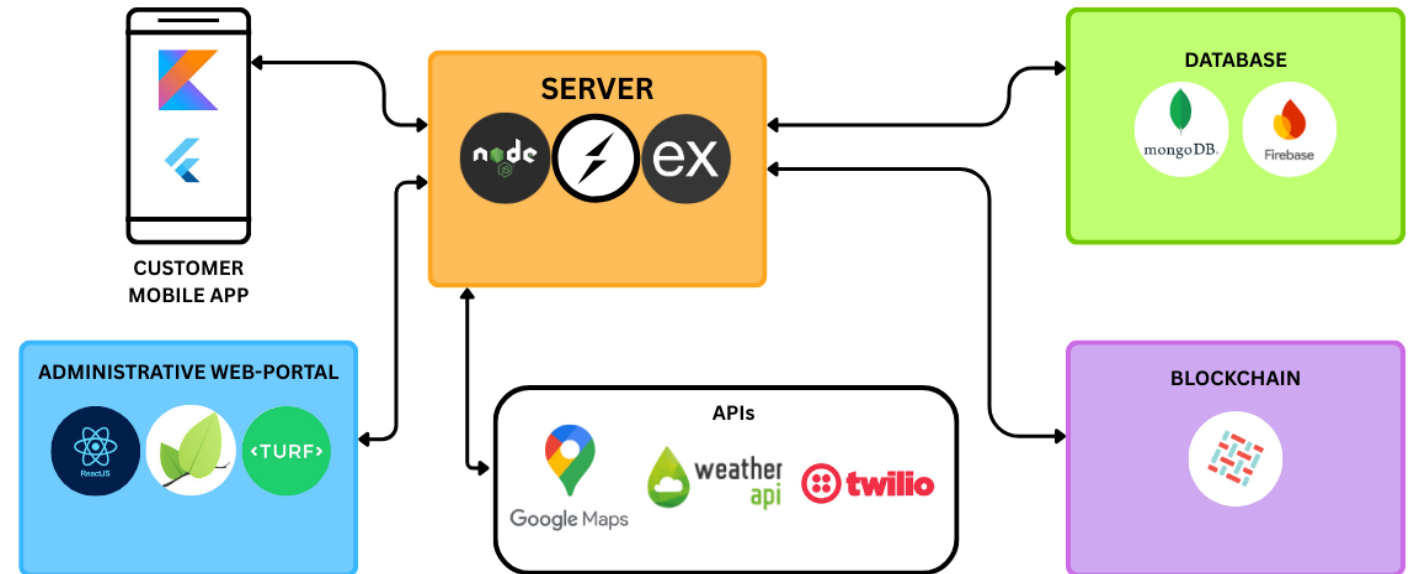 SERVER
node
JS
ex
DATABASE
mongoDB.
Firebase
CUSTOMER
MOBILE APP
ADMINISTRATIVE WEB-PORTAL
ReactJS
<TURF>
APIs
Google Maps
weather
api
twilio
BLOCKCHAIN